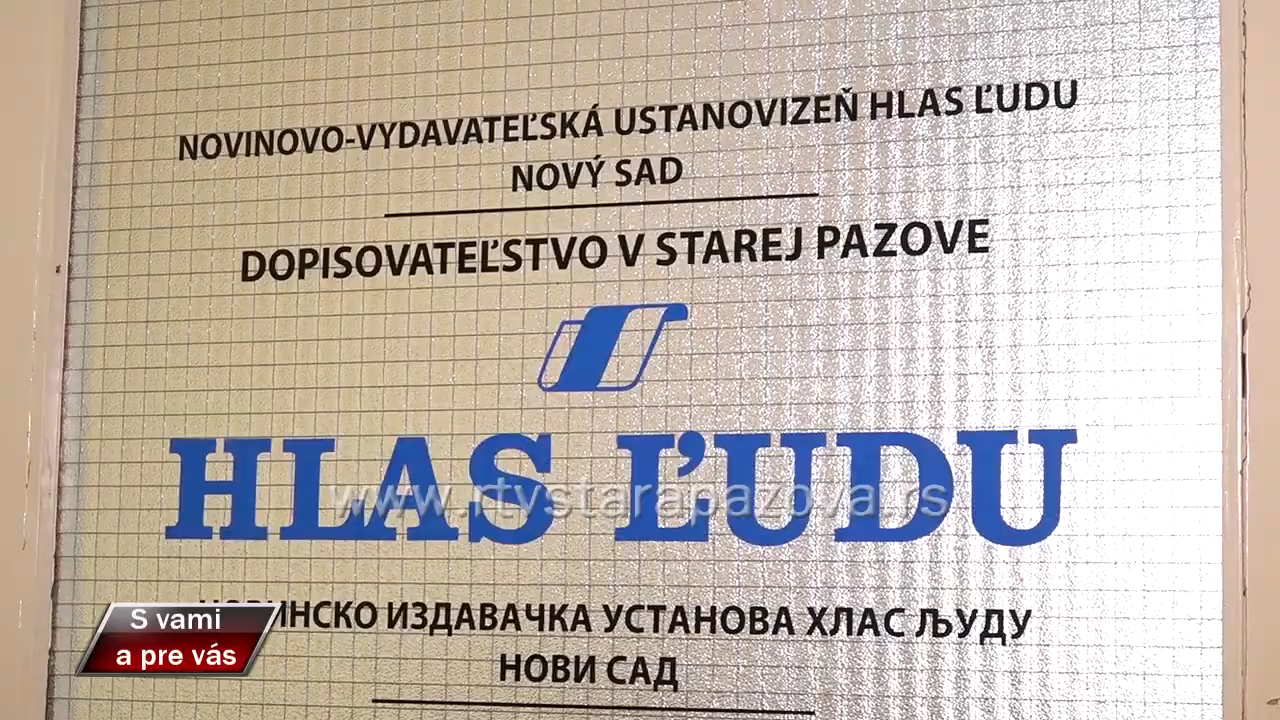 NOVINOVO-VYDAVATEĽSKÁ USTANOVIZEŇ HLAS ĽUDU
NOVÝ SAD
DOPISOVATEĽSTVO V STAREJ PAZOVE
HLAS ĽUDU
www.rtvstarapazova.rs
ИЗДАВАЧКА УСТАНОВА ХЛАС ЉУДУ
НОВИ САД
S vami
a pre vás